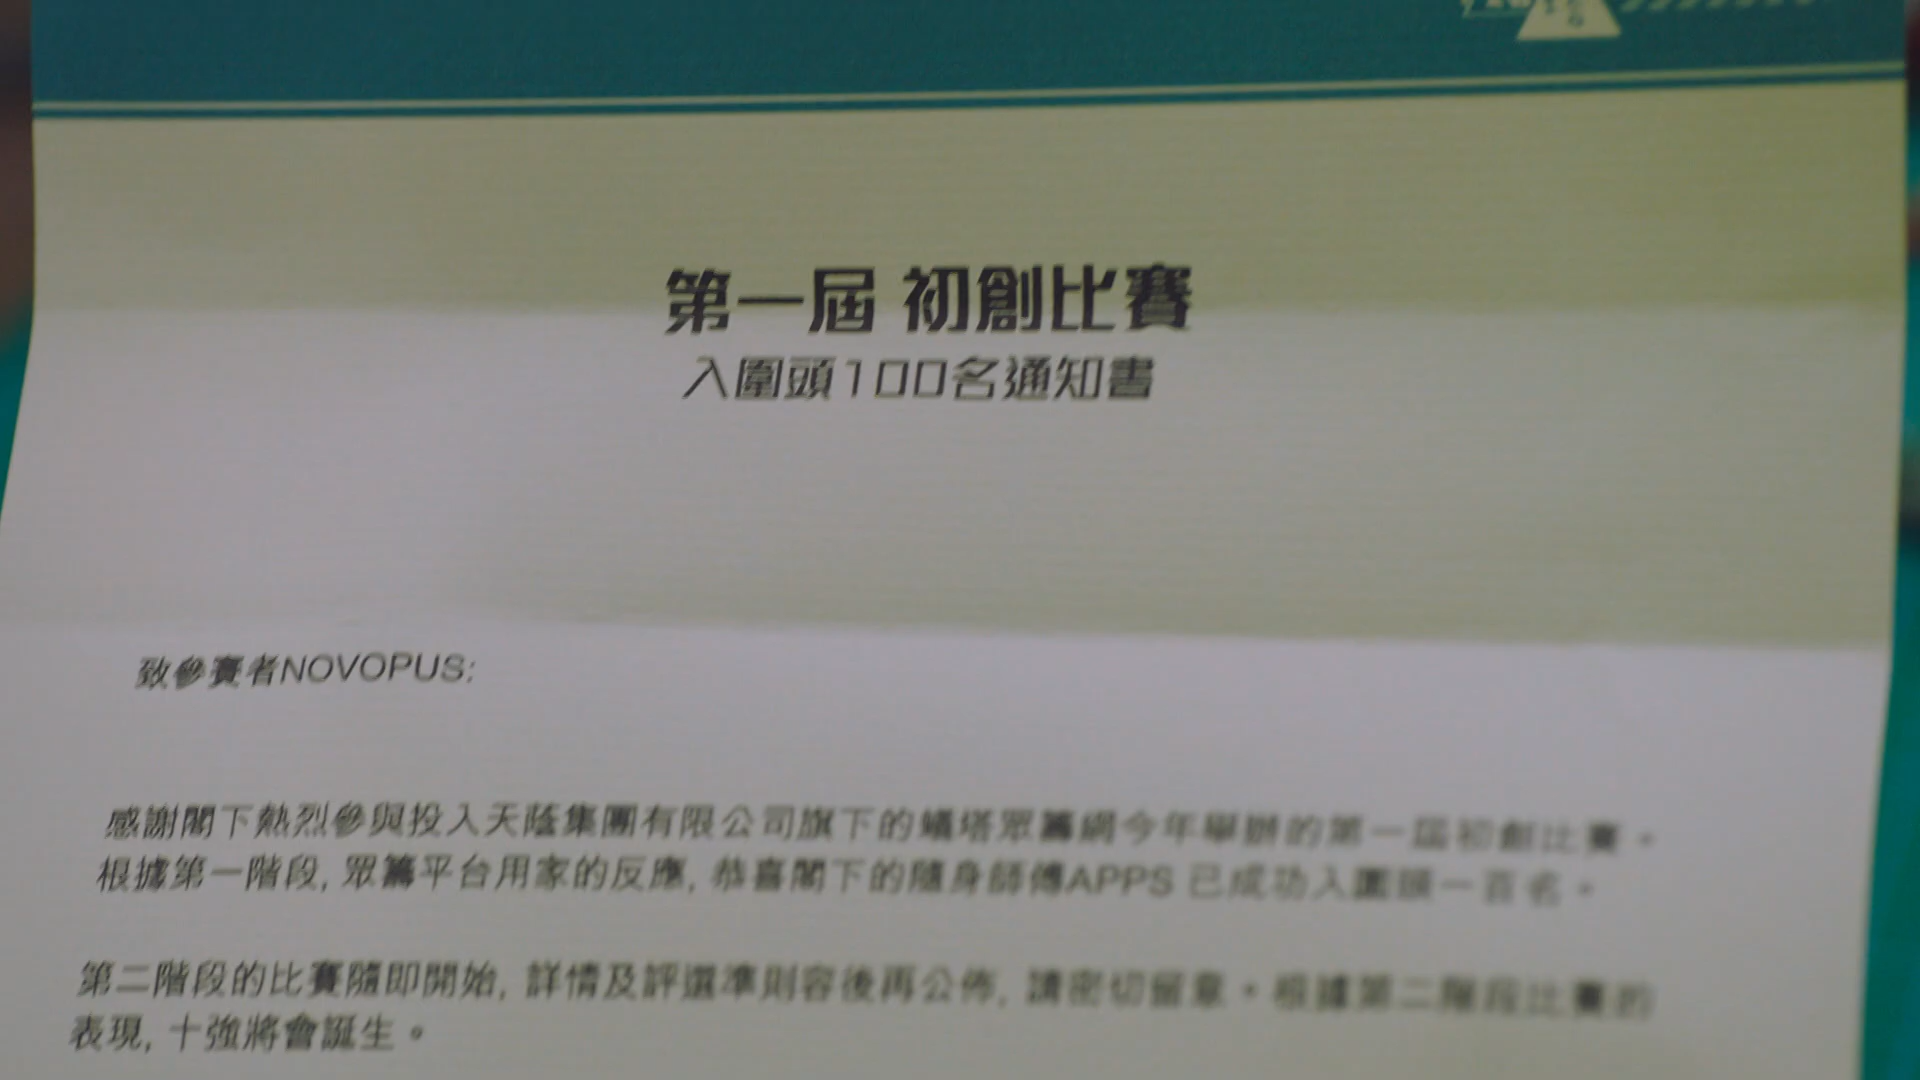 第一屆 初創比賽
入圍頭100名通知書
致參賽者NOVOPUS:
感謝閣下熱烈參與投入天蔭集團有限公司旗下的蟻塔眾籌網今年舉辦的第一屆初創比賽。
根據第一階段, 眾籌平台用家的反應, 恭喜閣下的隨身師傅APPS 已成功入圍頭一百名。
第二階段的比賽隨即開始, 詳情及評選準則容後再公佈, 請密切留意。根據第二階段比賽的
表現, 十強將會誕生。